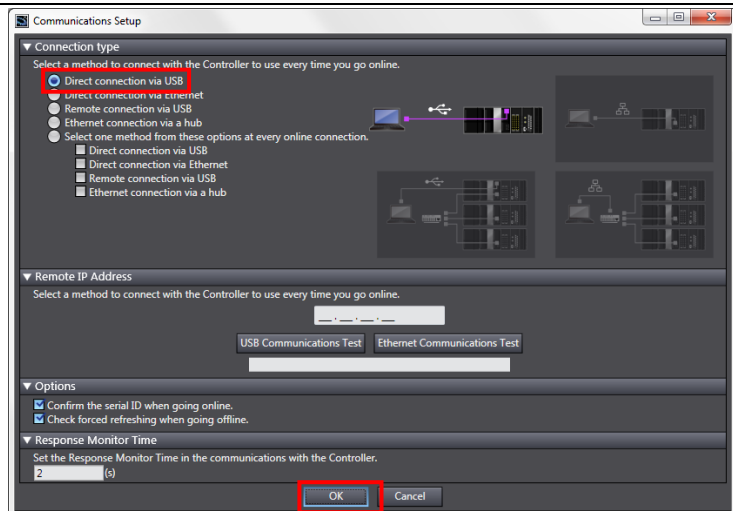 Communications Setup
▼ Connection type
Select a method to connect with the Controller to use every time you go online.
Direct connection via USB
Direct connection via Ethernet
Remote connection via USB
Ethernet connection via a hub
Select one method from these options at every online connection.
Direct connection via USB
Direct connection via Ethernet
Remote connection via USB
Ethernet connection via a hub
▼ Remote IP Address
Select a method to connect with the Controller to use every time you go online.
__.__.__.__
USB Communications Test Ethernet Communications Test
▼ Options
Confirm the serial ID when going online.
Check forced refreshing when going offline.
▼ Response Monitor Time
Set the Response Monitor Time in the communications with the Controller.
2 (s)
OK Cancel